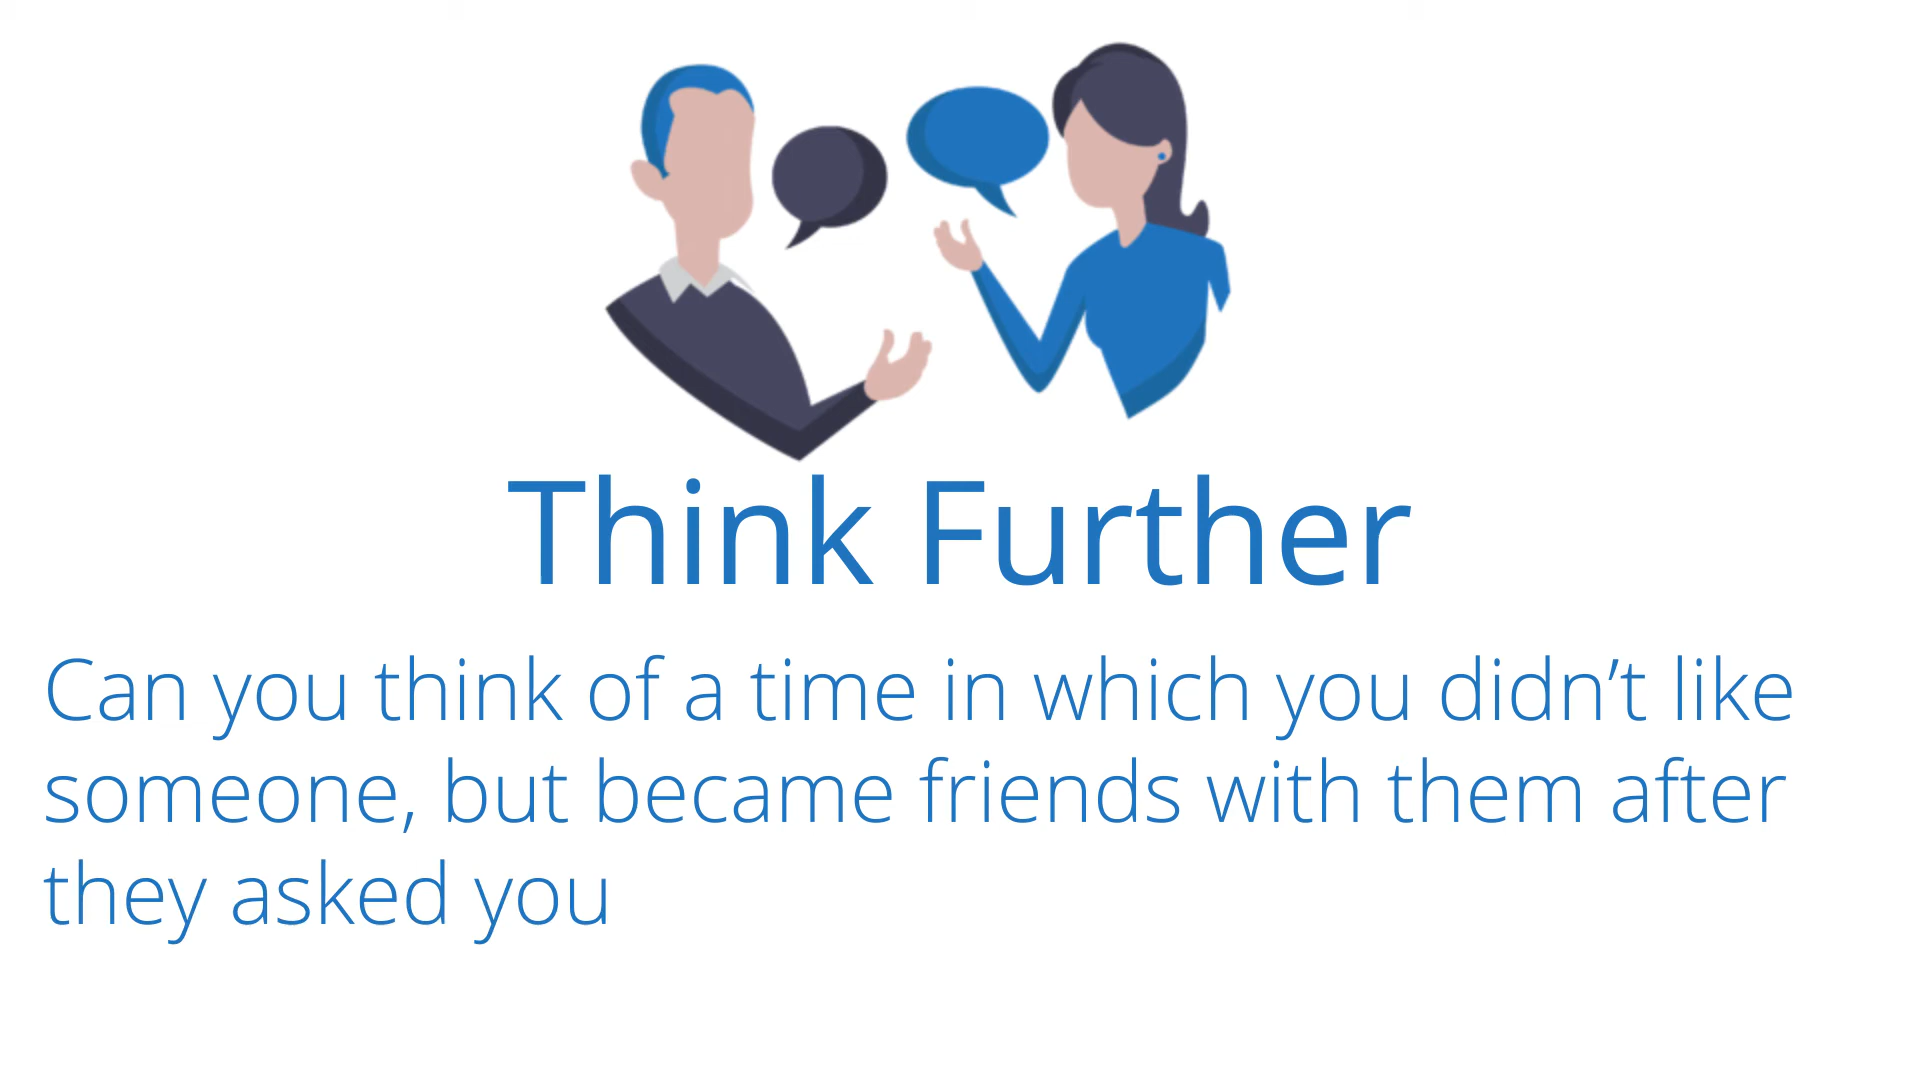 Think Further
Can you think of a time in which you didn’t like
someone, but became friends with them after
they asked you